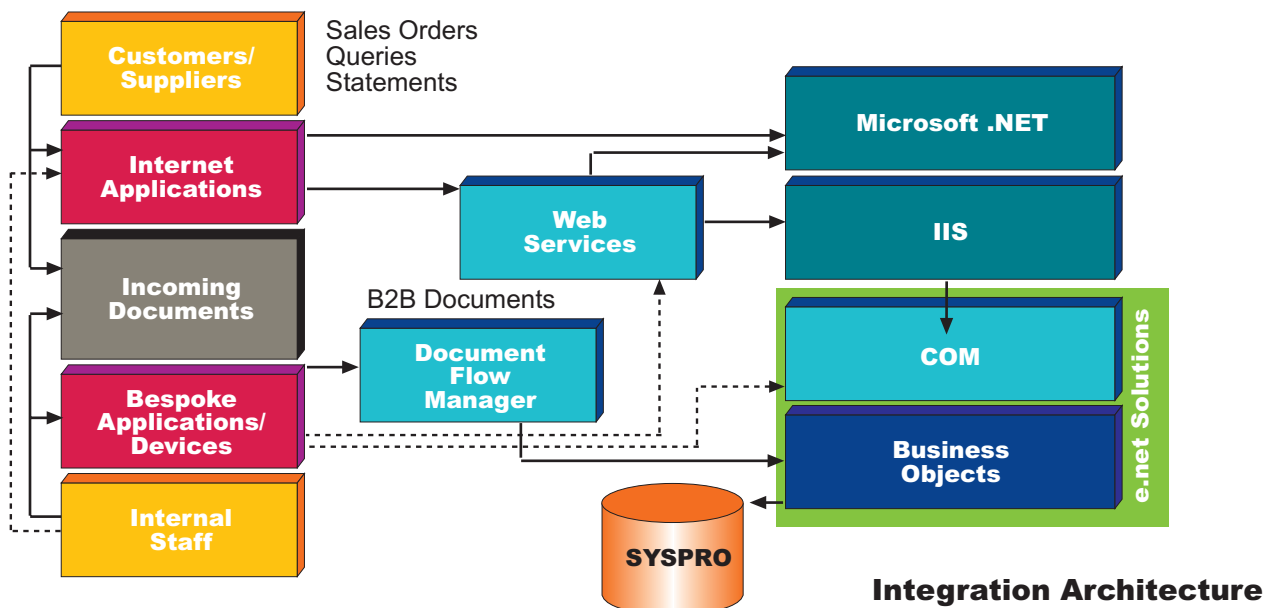 Customers/
Suppliers
Sales Orders
Queries
Statements
Internet
Applications
Incoming
Documents
Bespoke
Applications/
Devices
Internal
Staff
Web
Services
B2B Documents
Document
Flow
Manager
Microsoft .NET
IIS
COM
Business
Objects
e.net Solutions
SYSPRO
Integration Architecture